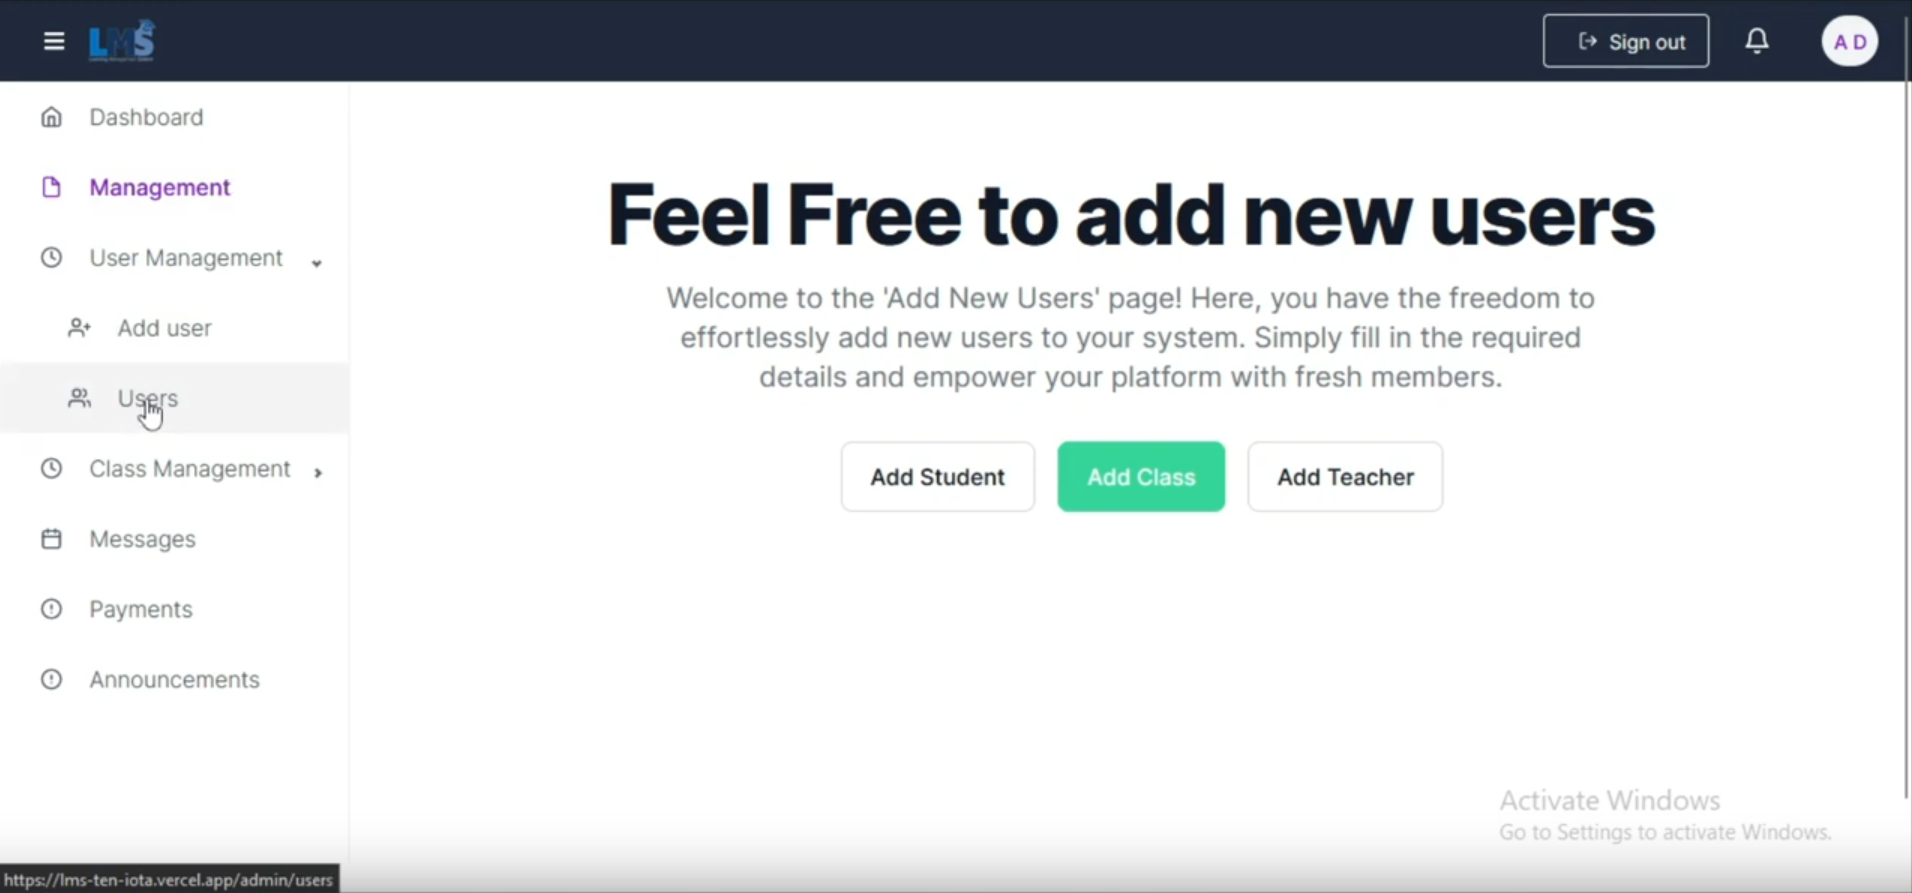 LMS
Sign out
A D
Dashboard
Management
User Management
Add user
Users
Class Management
Messages
Payments
Announcements
Feel Free to add new users
Welcome to the 'Add New Users' page! Here, you have the freedom to
effortlessly add new users to your system. Simply fill in the required
details and empower your platform with fresh members.
Add Student
Add Class
Add Teacher
Activate Windows
Go to Settings to activate Windows.
https://lms-ten-iota.vercel.app/admin/users